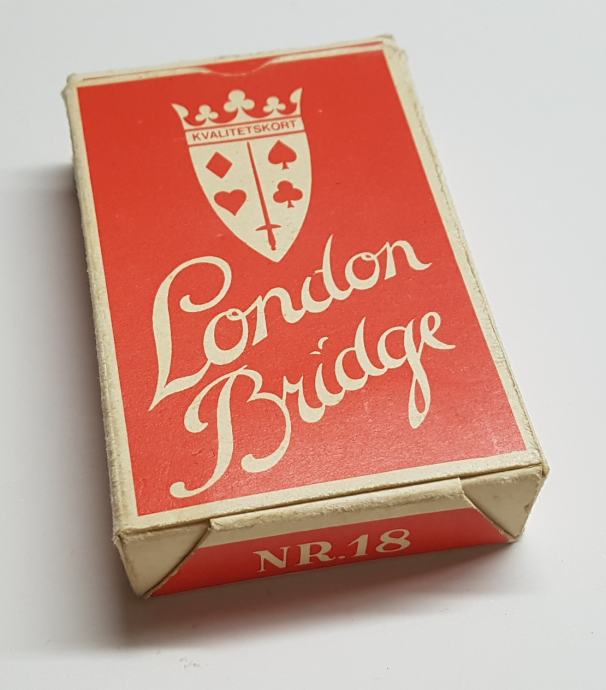 KVALITETSKORT
London
Bridge
NR.18